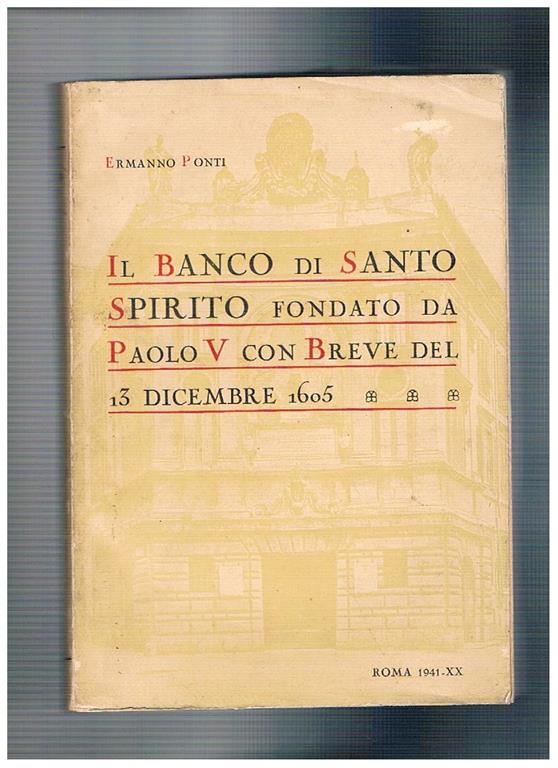 Ermanno Ponti
Il Banco di Santo
Spirito fondato da
Paolo V con Breve del
13 dicembre 1605
Roma 1941-XX